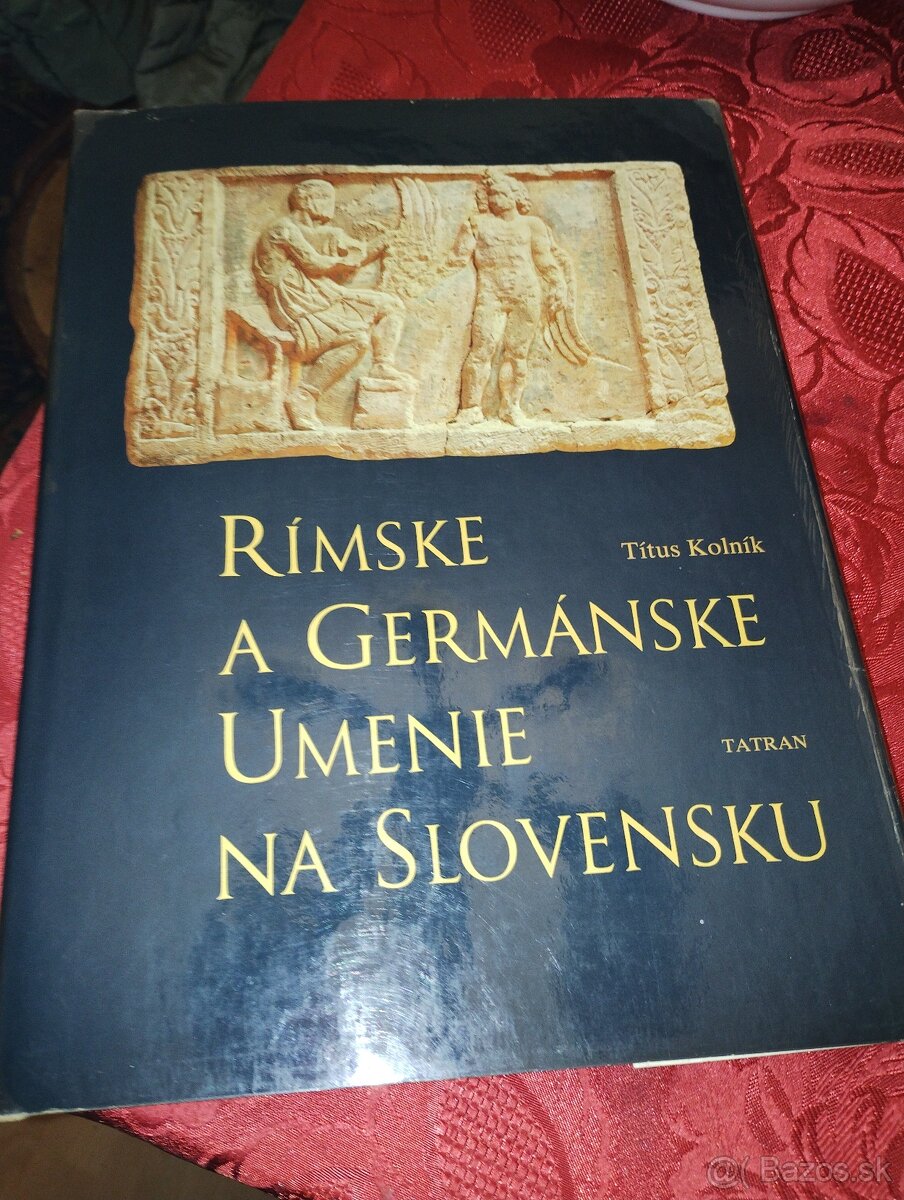 RÍMSKE
Títus Kolník
A GERMÁNSKE
UMENIE
TATRAN
NA SLOVENSKU
Bazos.sk